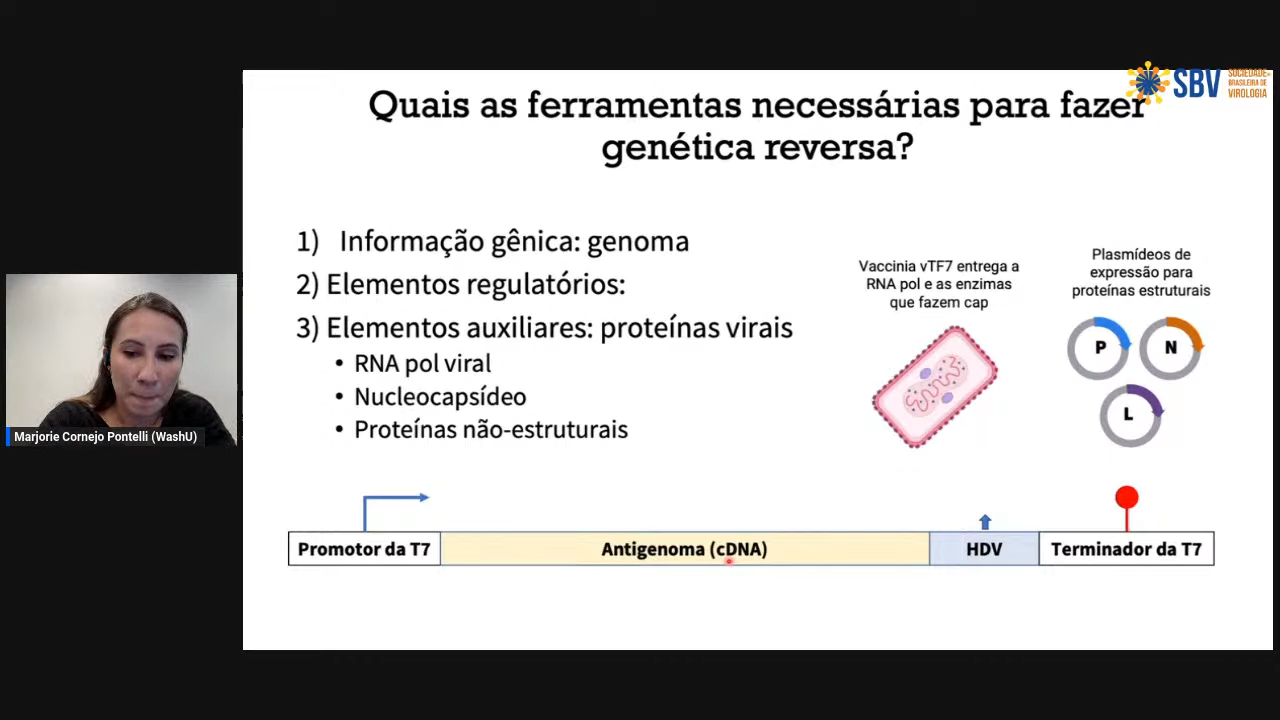 SBV
SOCIEDADE
BRASILEIRA DE
VIROLOGIA
Quais as ferramentas necessárias para fazer
genética reversa?
1) Informação gênica: genoma
2) Elementos regulatórios:
3) Elementos auxiliares: proteínas virais
• RNA pol viral
• Nucleocapsídeo
• Proteínas não-estruturais
Vaccinia vTF7 entrega a
RNA pol e as enzimas
que fazem cap
Plasmídeos de
expressão para
proteínas estruturais
P
N
L
Marjorie Cornejo Pontelli (WashU)
Promotor da T7
Antigenoma (cDNA)
HDV
Terminador da T7